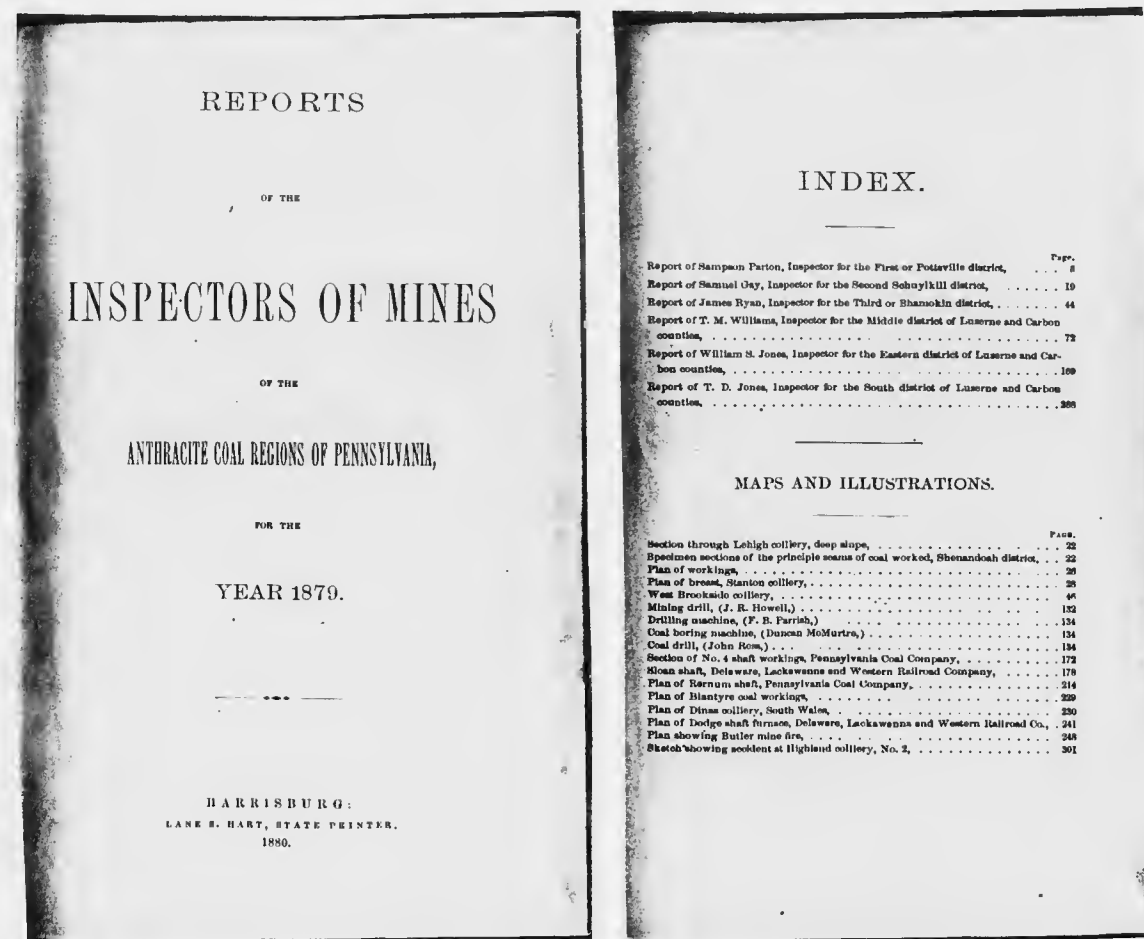 REPORTS
OF THE
INSPECTORS OF MINES
OF THE
ANTHRACITE COAL REGIONS OF PENNSYLVANIA,
FOR THE
YEAR 1879.
HARRISBURG:
LANE S. HART, STATE PRINTER.
1880.
INDEX.
Page.
Report of Sampson Parton, Inspector for the First or Pottsville district, . . .
Report of Samuel Gay, Inspector for the Second Schuylkill district, . . . . . . 19
Report of James Ryan, Inspector for the Third or Shamokin district, . . . . . . 44
Report of T. M. Williams, Inspector for the Middle district of Luzerne and Carbon
counties, . . . . . . . . . . . . . . . . . . . . . . . . . . . . . . . . 72
Report of William S. Jones, Inspector for the Eastern district of Luzerne and Car-
bon counties, . . . . . . . . . . . . . . . . . . . . . . . . . . . . . . . 169
Report of T. D. Jones, Inspector for the South district of Luzerne and Carbon
counties, . . . . . . . . . . . . . . . . . . . . . . . . . . . . . . . .
MAPS AND ILLUSTRATIONS.
PAGE.
Section through Lehigh colliery, deep slope, . . . . . . . . . . . . . . . . 22
Specimen sections of the principle seams of coal worked, Shenandoah district, . . 22
Plan of workings, . . . . . . . . . . . . . . . . . . . . . . . . . . . . 26
Plan of breast, Stanton colliery, . . . . . . . . . . . . . . . . . . . . . 28
West Brookside colliery, . . . . . . . . . . . . . . . . . . . . . . . . . 46
Mining drill, (J. R. Howell,) . . . . . . . . . . . . . . . . . . . . . . 132
Drilling machine, (F. B. Parrish,) . . . . . . . . . . . . . . . . . . . . 134
Coal boring machine, (Duncan McMurtre,) . . . . . . . . . . . . . . . . . 134
Coal drill, (John Ross,) . . . . . . . . . . . . . . . . . . . . . . . . . 134
Section of No. 4 shaft workings, Pennsylvania Coal Company, . . . . . . . . 172
Sloan shaft, Delaware, Lackawanna and Western Railroad Company, . . . . . . 178
Plan of Barnum shaft, Pennsylvania Coal Company, . . . . . . . . . . . . . 214
Plan of Blantyre coal workings, . . . . . . . . . . . . . . . . . . . . . 229
Plan of Dinas colliery, South Wales, . . . . . . . . . . . . . . . . . . . 230
Plan of Dodge shaft furnace, Delaware, Lackawanna and Western Railroad Co., . 241
Plan showing Butler mine fire, . . . . . . . . . . . . . . . . . . . . . . 248
Sketch showing accident at Highland colliery, No. 2, . . . . . . . . . . . . 301